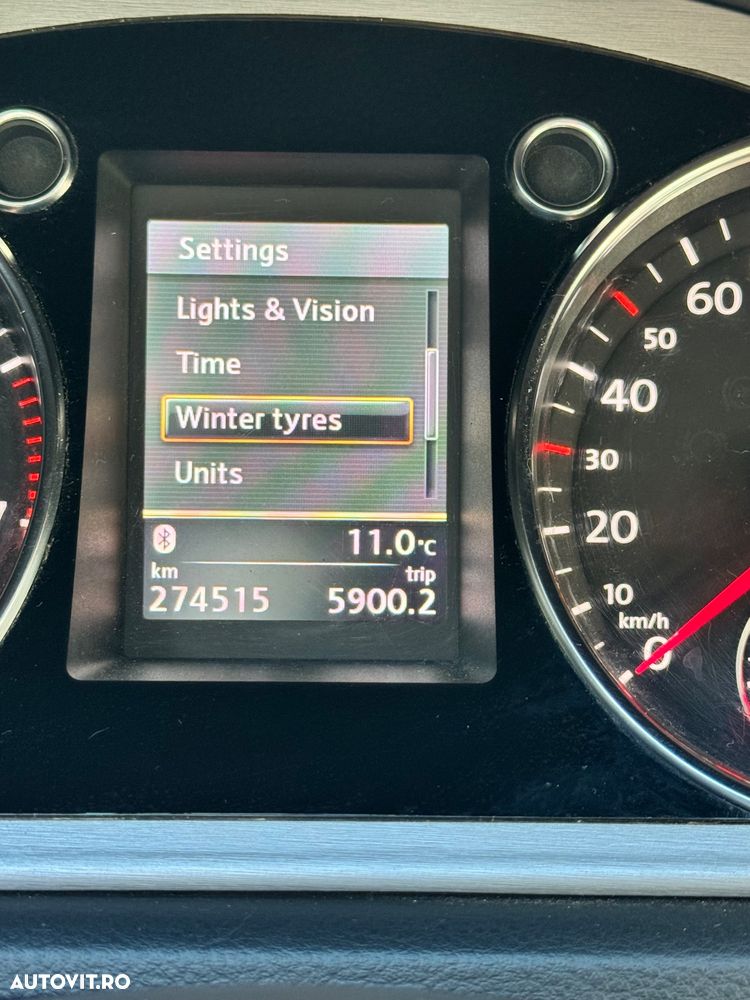 Settings
Lights & Vision
Time
Winter tyres
Units
11.0°C
km
trip
274515
5900.2
60
50
40
30
20
10
km/h
0
AUTOVIT.RO